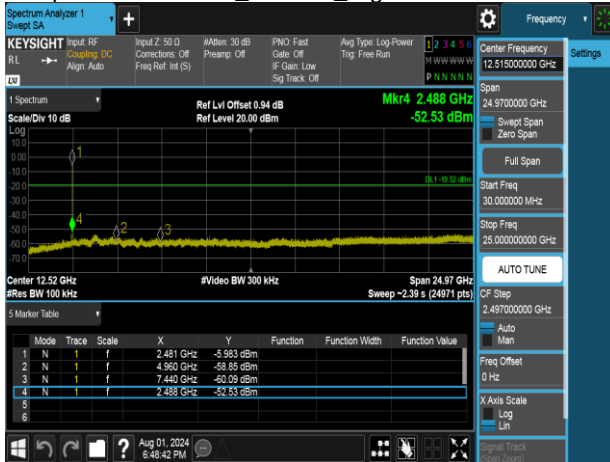 Spectrum Analyzer 1
Swept SA
Frequency
Settings
KEYSIGHT
RL
LXI
Input: RF
Coupling: DC
Align: Auto
Input Z: 50 Ω
Corrections: Off
Freq Ref: Int (S)
#Atten: 30 dB
Preamp: Off
PNO: Fast
Gate: Off
IF Gain: Low
Sig Track: Off
Avg Type: Log-Power
Trig: Free Run
1 2 3 4 5 6
M W W W W W
P N N N N N
1 Spectrum
Scale/Div 10 dB
Ref Lvl Offset 0.94 dB
Ref Level 20.00 dBm
Mkr4 2.488 GHz
-52.53 dBm
Log
10.0
0.00
-10.0
-20.0
-30.0
-40.0
-50.0
-60.0
-70.0
1
4
2
3
DL1 -19.52 dBm
Center 12.52 GHz
#Res BW 100 kHz
#Video BW 300 kHz
Span 24.97 GHz
Sweep ~2.39 s (24971 pts)
5 Marker Table
Mode Trace Scale X Y Function Function Width Function Value
1 N 1 f 2.481 GHz -5.983 dBm
2 N 1 f 4.960 GHz -58.85 dBm
3 N 1 f 7.440 GHz -60.09 dBm
4 N 1 f 2.488 GHz -52.53 dBm
5
6
Aug 01, 2024
6:48:42 PM
?
Center Frequency
12.515000000 GHz
Span
24.9700000 GHz
Swept Span
Zero Span
Full Span
Start Freq
30.000000 MHz
Stop Freq
25.000000000 GHz
AUTO TUNE
CF Step
2.497000000 GHz
Auto
Man
Freq Offset
0 Hz
X Axis Scale
Log
Lin
Signal Track
(Span Zoom)